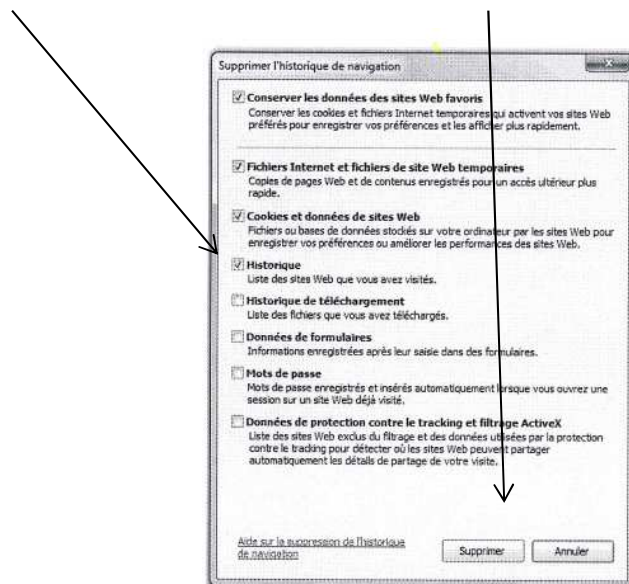 Supprimer l'historique de navigation
Conserver les données des sites Web favoris
Conserver les cookies et fichiers Internet temporaires qui activent vos sites Web
préférés pour enregistrer vos préférences et les afficher plus rapidement.
Fichiers Internet et fichiers de site Web temporaires
Copies de pages Web et de contenus enregistrés pour un accès ultérieur plus
rapide.
Cookies et données de sites Web
Fichiers ou bases de données stockés sur votre ordinateur par les sites Web pour
enregistrer vos préférences ou améliorer les performances des sites Web.
Historique
Liste des sites Web que vous avez visités.
Historique de téléchargement
Liste des fichiers que vous avez téléchargés.
Données de formulaires
Informations enregistrées après leur saisie dans des formulaires.
Mots de passe
Mots de passe enregistrés et insérés automatiquement lorsque vous ouvrez une
session sur un site Web déjà visité.
Données de protection contre le tracking et filtrage ActiveX
Liste des sites Web exclus du filtrage et des données utilisées par la protection
contre le tracking pour détecter où les sites Web peuvent partager
automatiquement les détails de partage de votre visite.
Aide sur la suppression de l'historique
de navigation
Supprimer
Annuler